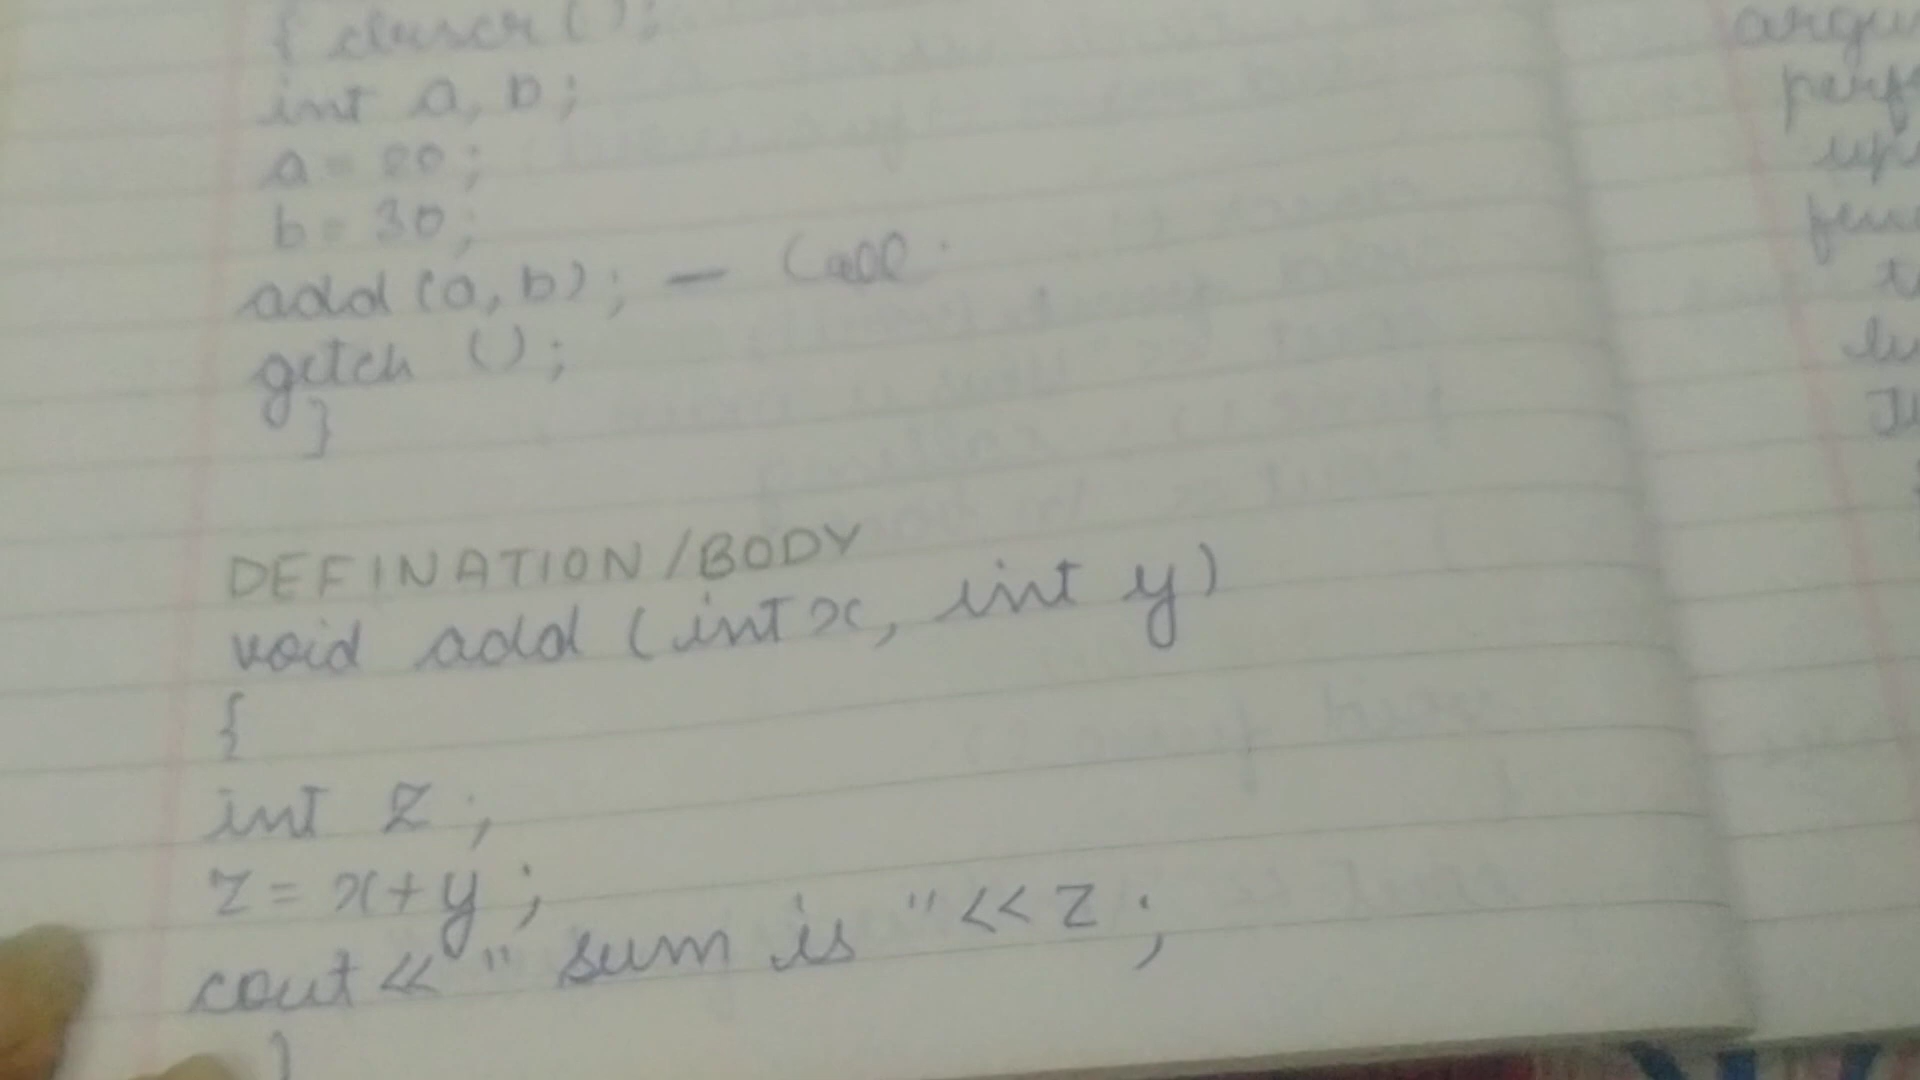 { clrscr ();
int a, b;
a = 20;
b = 30;
add (a, b); — Call.
getch ();
}
DEFINATION/BODY
void add (int x, int y)
{
int z;
z = x+y;
cout << " sum is " << z;
}